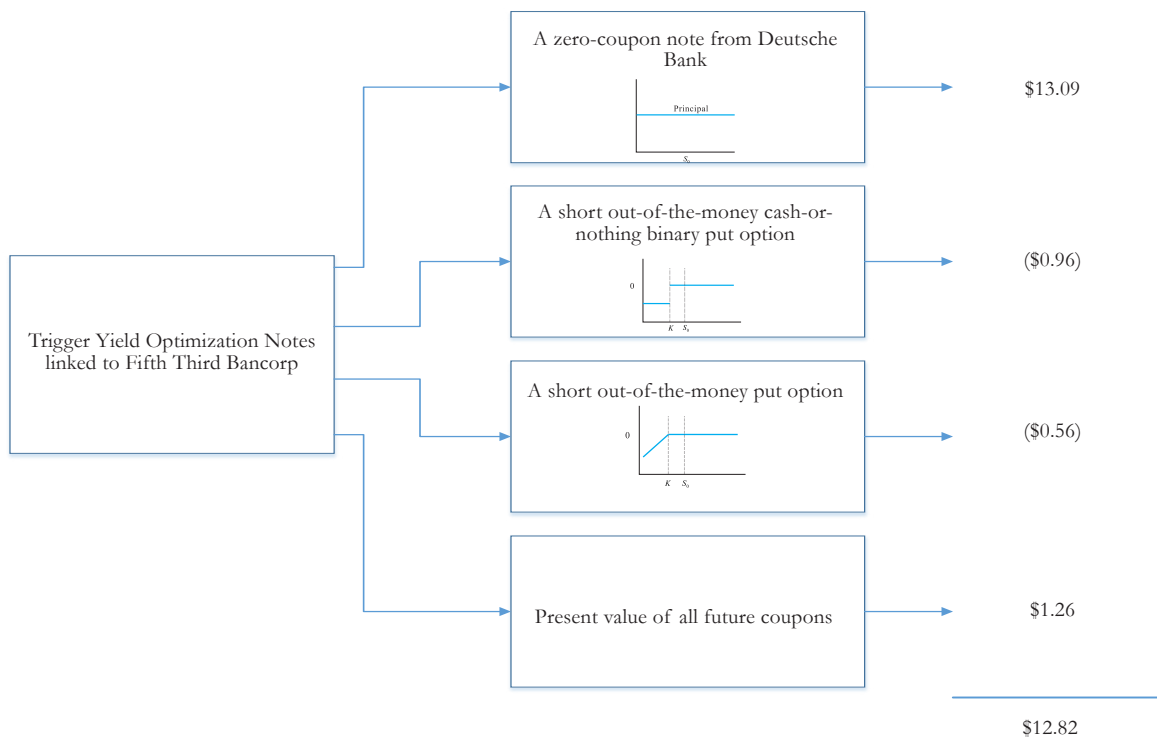 A zero-coupon note from Deutsche
Bank
Principal
S₀
$13.09
A short out-of-the-money cash-or-
nothing binary put option
0
K
S₀
($0.96)
Trigger Yield Optimization Notes
linked to Fifth Third Bancorp
A short out-of-the-money put option
0
K
S₀
($0.56)
Present value of all future coupons
$1.26
$12.82